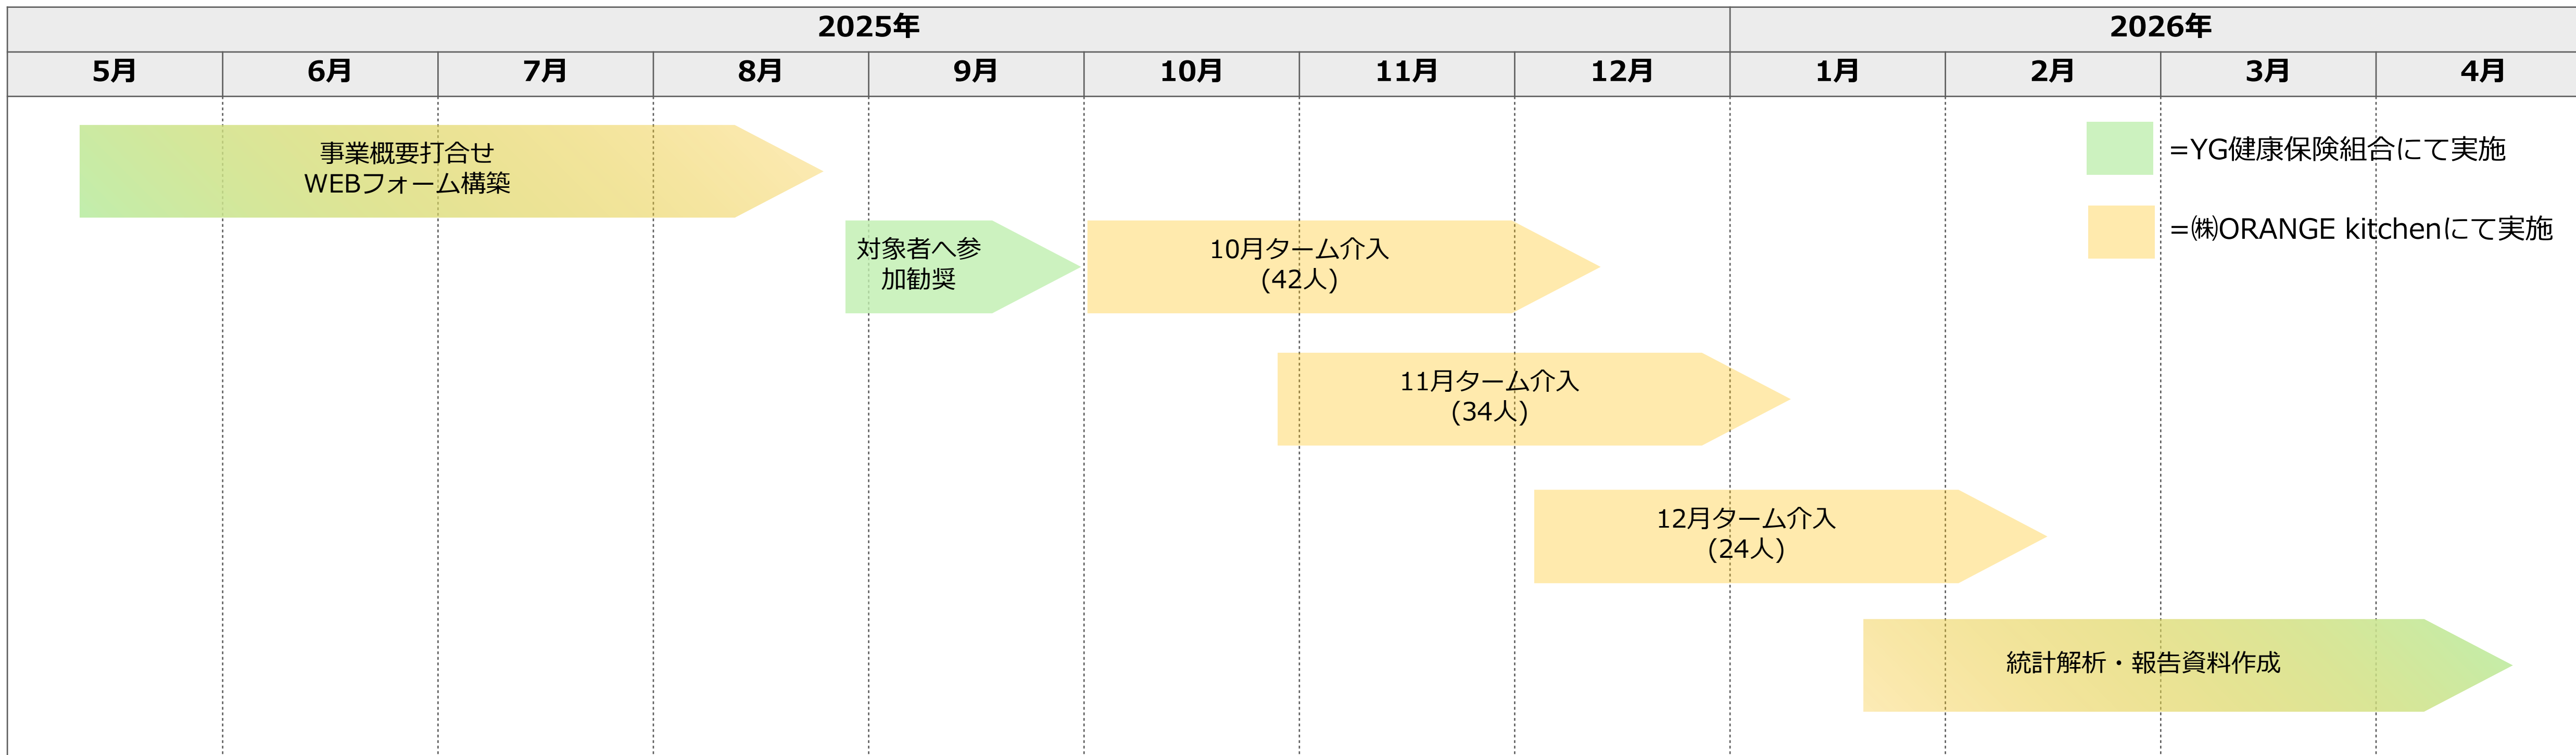 2025年 2026年
5月 6月 7月 8月 9月 10月 11月 12月 1月 2月 3月 4月
事業概要打合せ
WEBフォーム構築
=YG健康保険組合にて実施
=㈱ORANGE kitchenにて実施
対象者へ参
加勧奨
10月ターム介入
(42人)
11月ターム介入
(34人)
12月ターム介入
(24人)
統計解析・報告資料作成